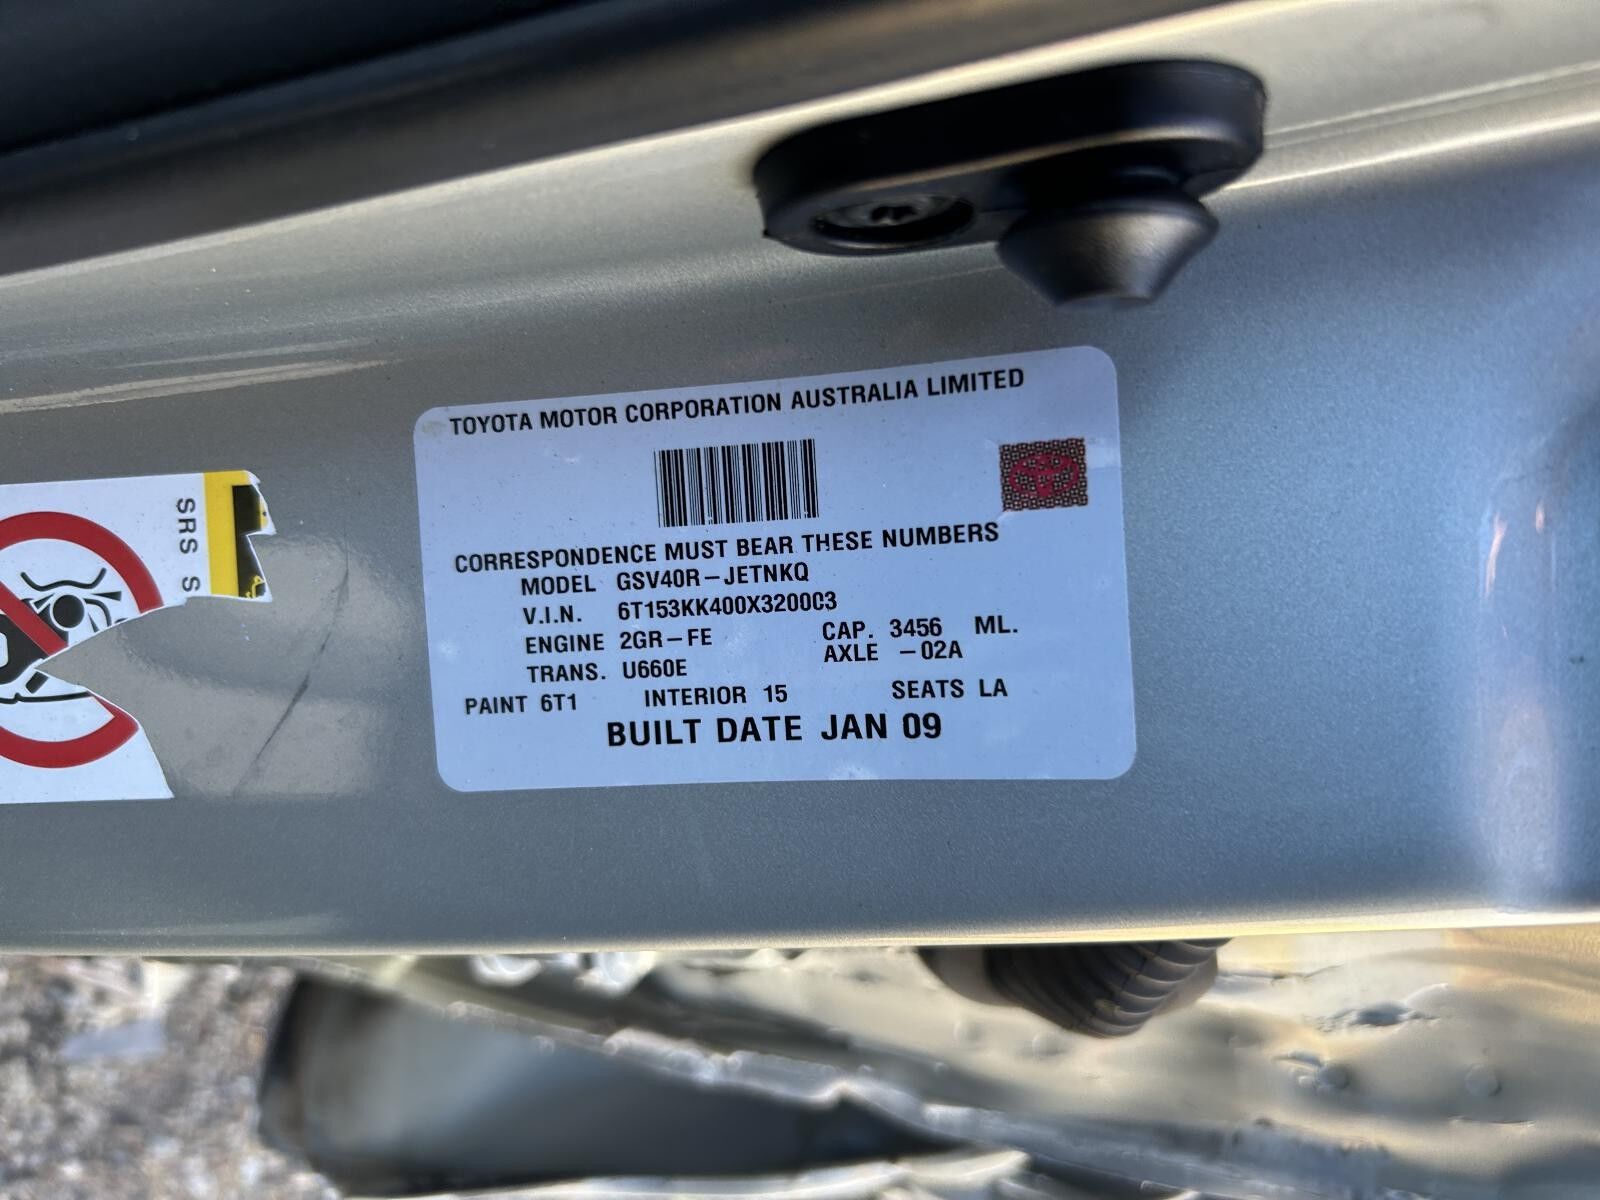 TOYOTA MOTOR CORPORATION AUSTRALIA LIMITED
CORRESPONDENCE MUST BEAR THESE NUMBERS
MODEL GSV40R-JETNKQ
V.I.N. 6T153KK400X320003
ENGINE 2GR-FE CAP. 3456 ML.
TRANS. U660E AXLE -02A
PAINT 6T1 INTERIOR 15 SEATS LA
BUILT DATE JAN 09
SRS S